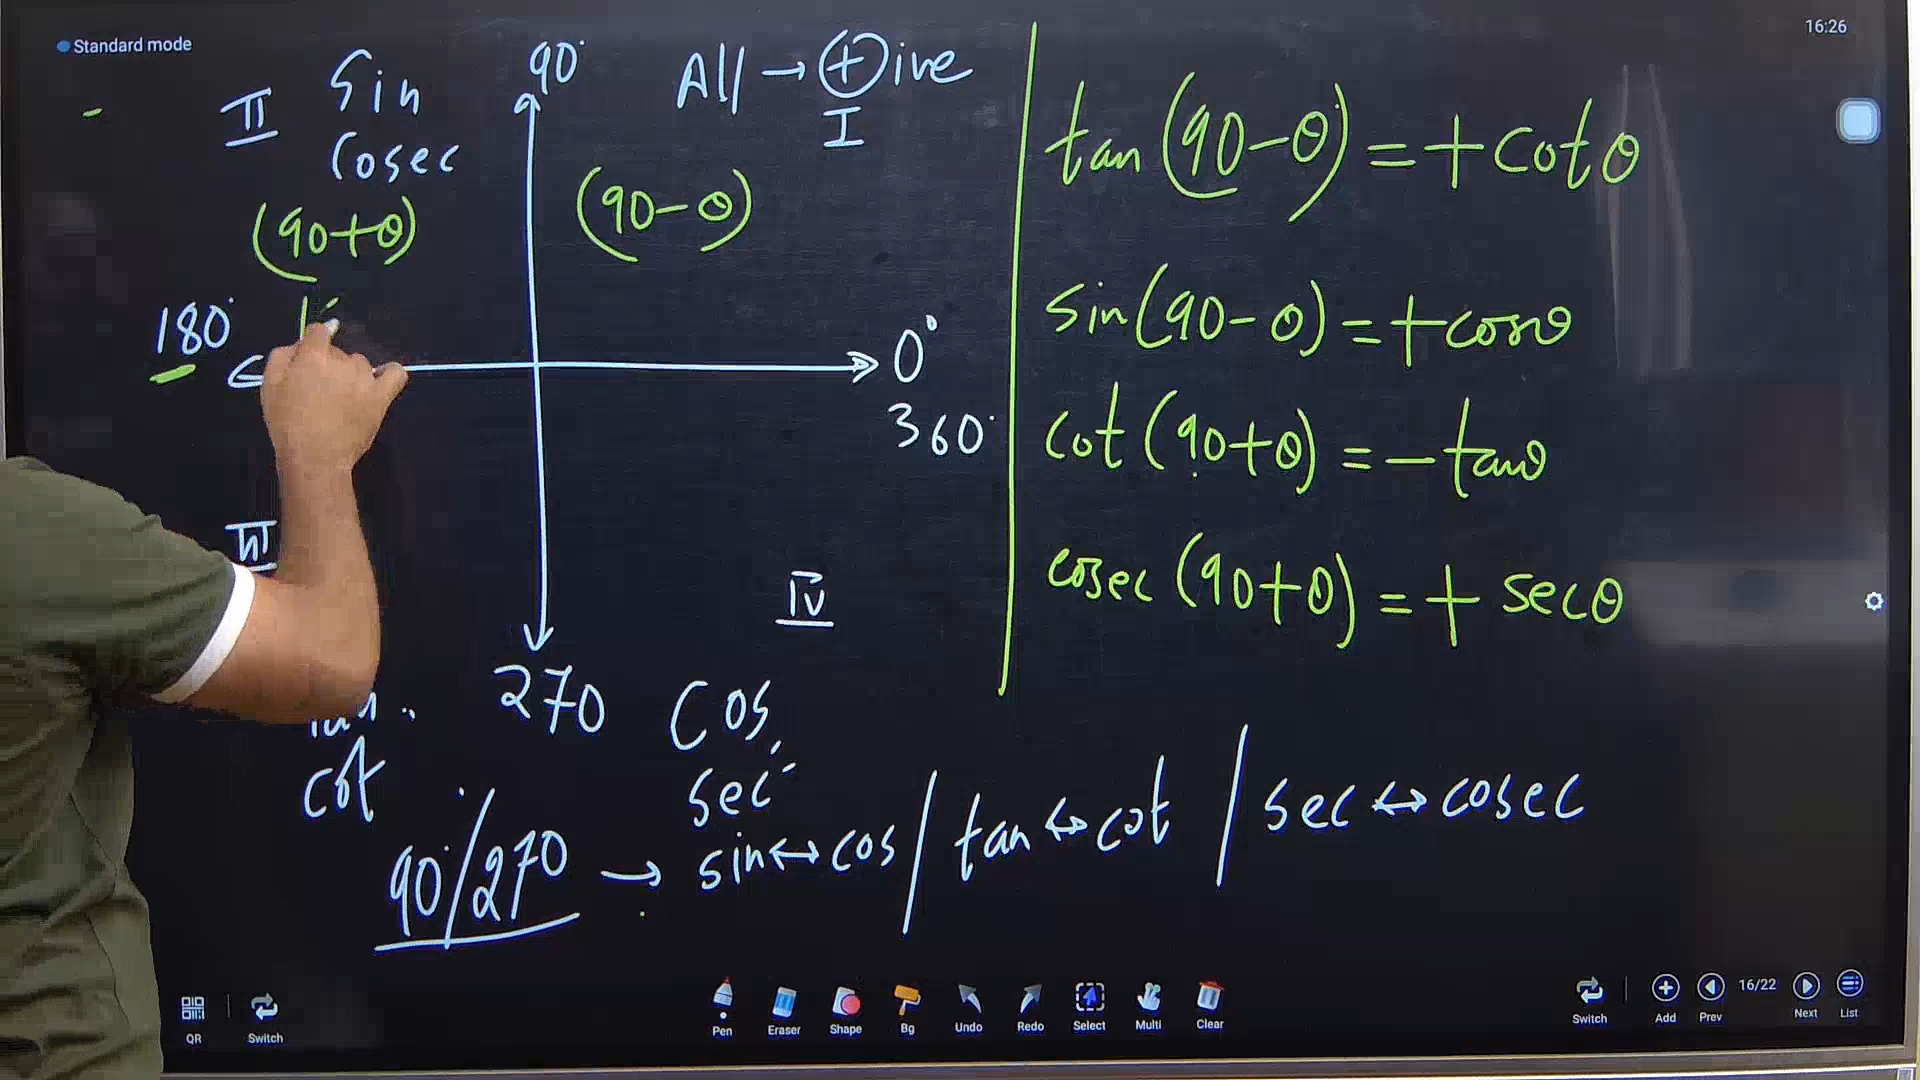 Standard mode
16:26
90°
II
Sin
Cosec
All → (+)ive
I
(90+θ)
(90-θ)
180°
0°
360°
III
IV
270
cot
Cos,
sec
90°/270 → sin↔cos / tan↔cot / sec↔cosec
tan(90-θ)=+cotθ
sin(90-θ)=+cosθ
cot(90+θ)=-tanθ
cosec(90+θ)=+secθ
QR
Switch
Pen
Eraser
Shape
Bg
Undo
Redo
Select
Multi
Clear
Switch
Add
Prev
16/22
Next
List